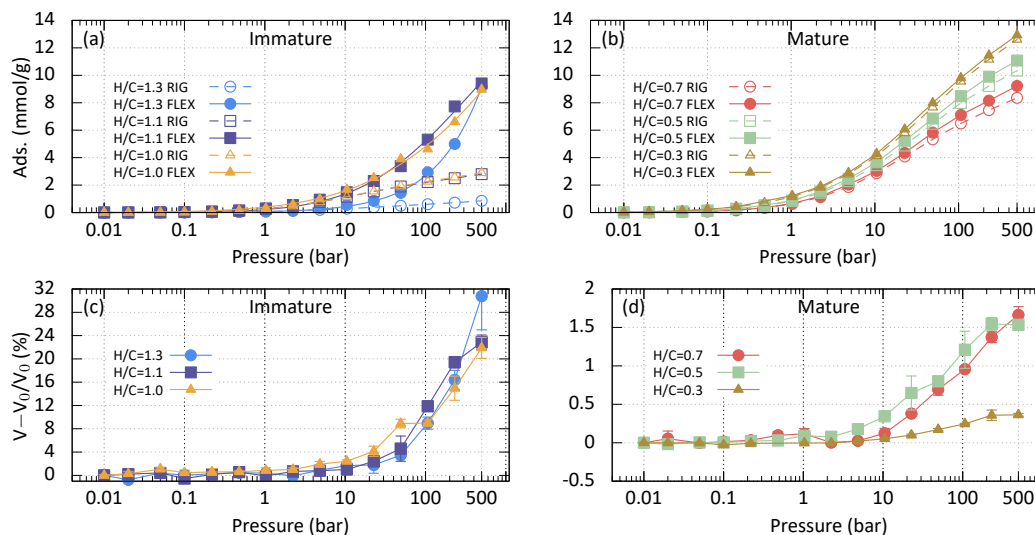 (a) Immature
Ads. (mmol/g)
14
12
10
8
6
4
2
0
H/C=1.3 RIG
H/C=1.3 FLEX
H/C=1.1 RIG
H/C=1.1 FLEX
H/C=1.0 RIG
H/C=1.0 FLEX
0.01 0.1 1 10 100 500
Pressure (bar)
(b) Mature
14
12
10
8
6
4
2
0
H/C=0.7 RIG
H/C=0.7 FLEX
H/C=0.5 RIG
H/C=0.5 FLEX
H/C=0.3 RIG
H/C=0.3 FLEX
0.01 0.1 1 10 100 500
Pressure (bar)
(c) Immature
V−V0/V0 (%)
32
28
24
20
16
12
8
4
0
H/C=1.3
H/C=1.1
H/C=1.0
0.01 0.1 1 10 100 500
Pressure (bar)
(d) Mature
2
1.5
1
0.5
0
-0.5
H/C=0.7
H/C=0.5
H/C=0.3
0.01 0.1 1 10 100 500
Pressure (bar)